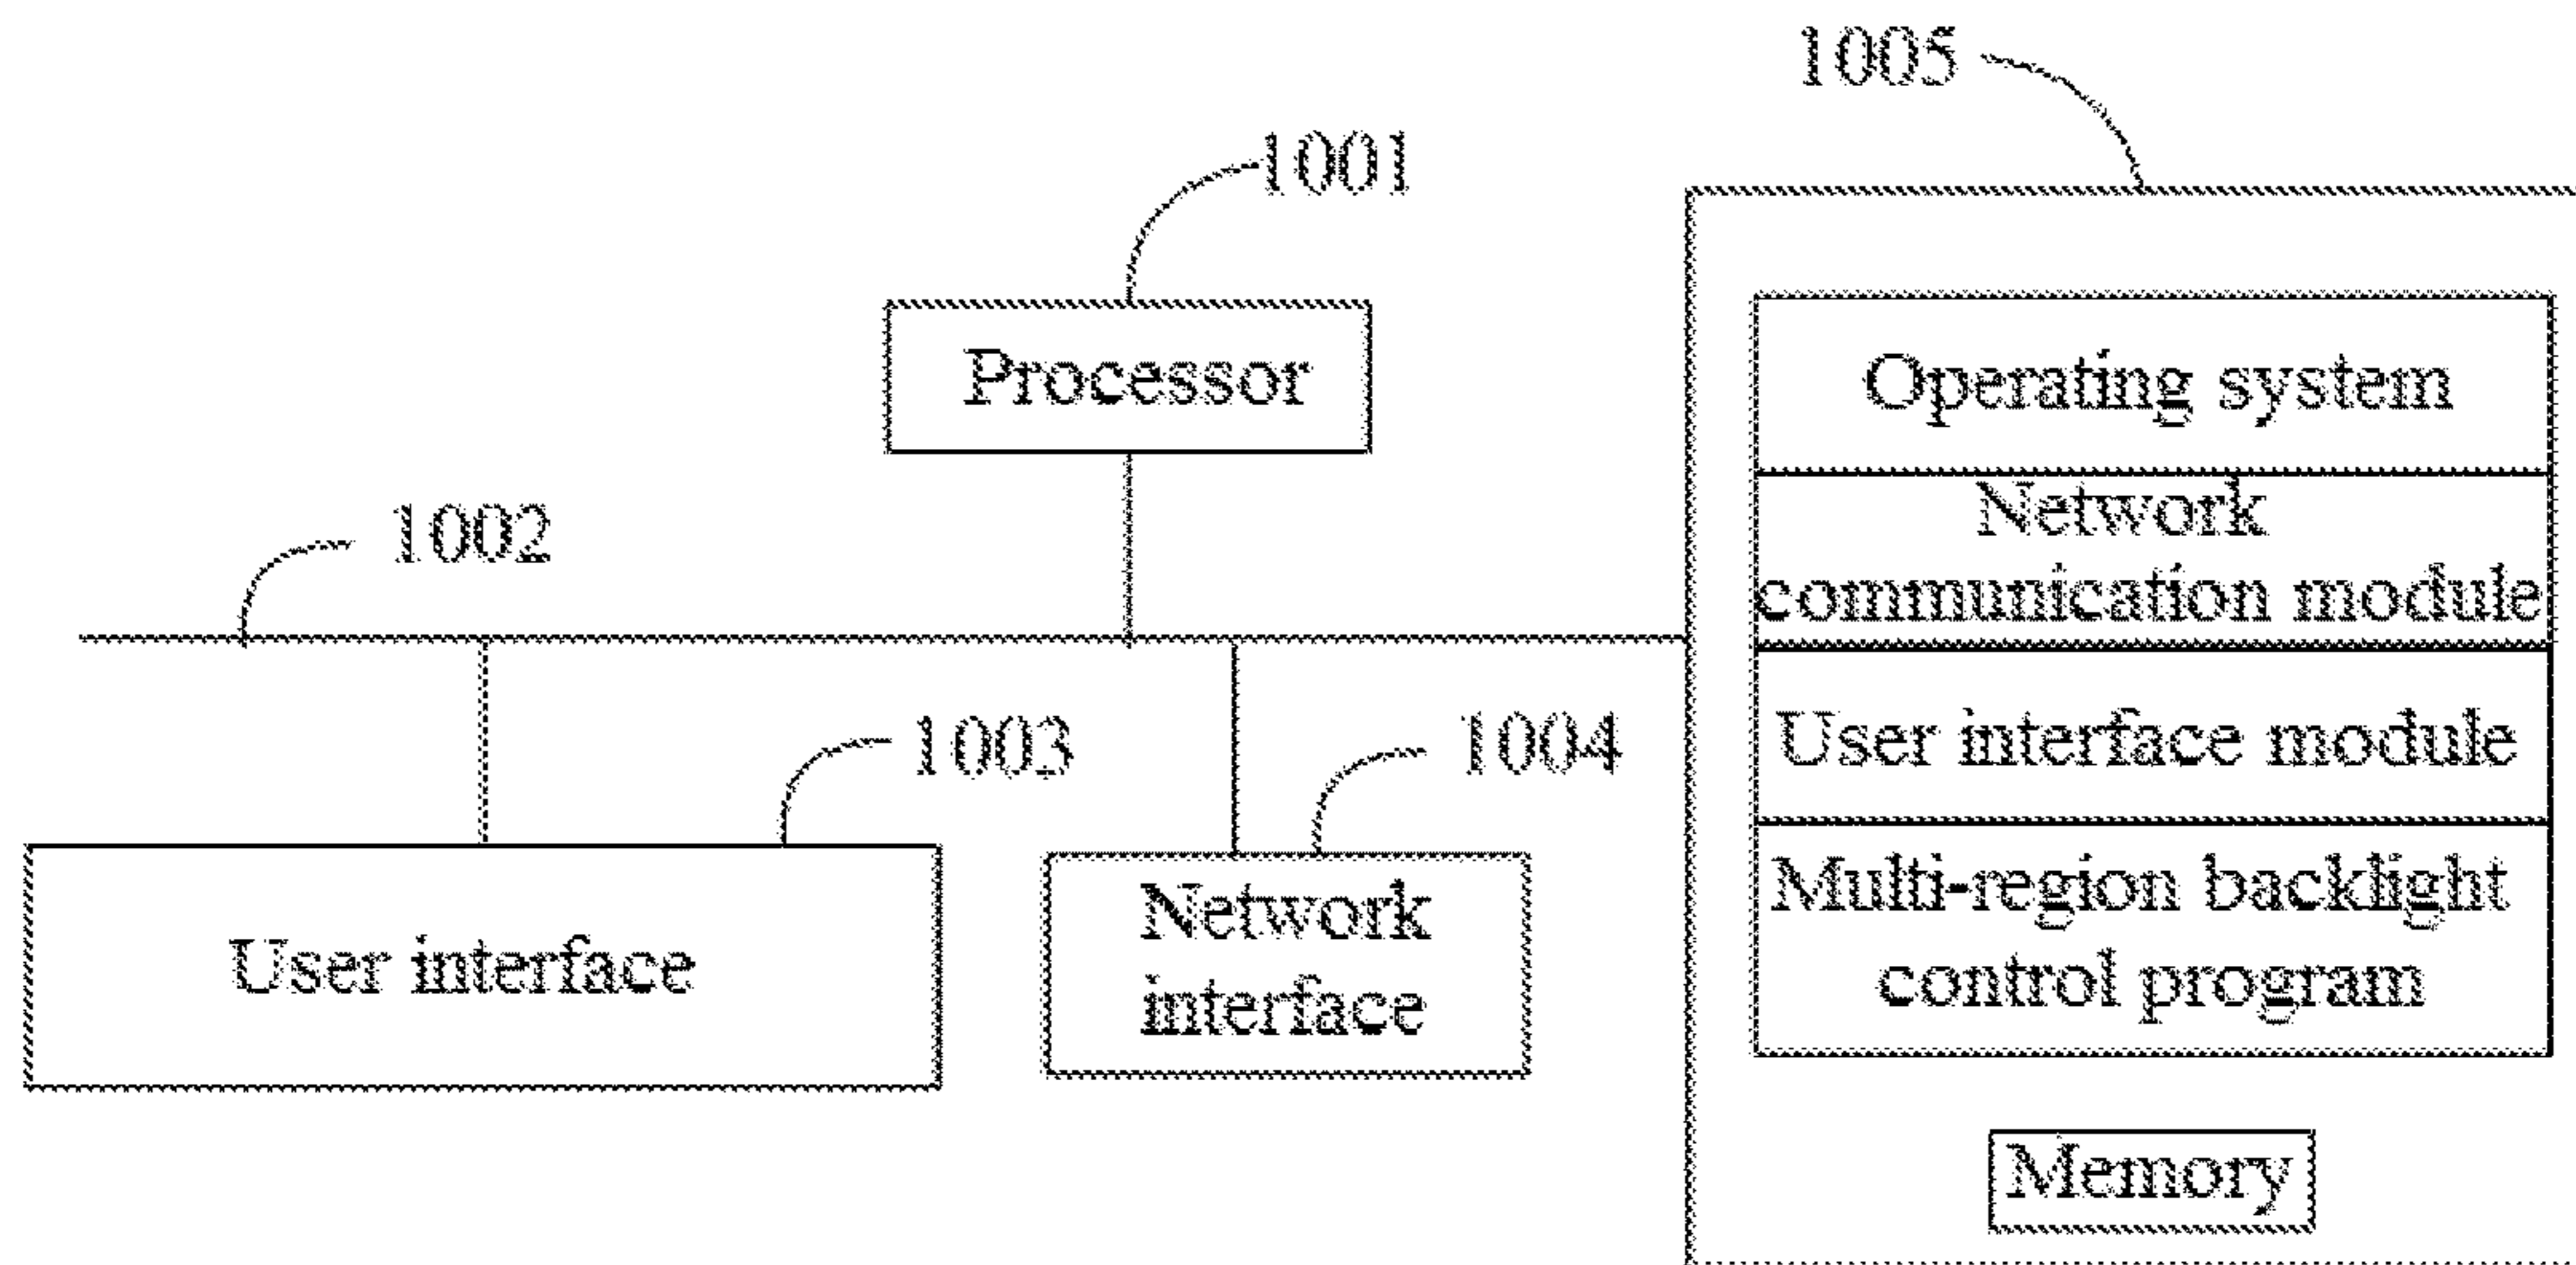 1005
1001
Processor
Operating system
Network
communication module
1002
User interface module
1003
1004
Multi-region backlight
control program
User interface
Network
interface
Memory